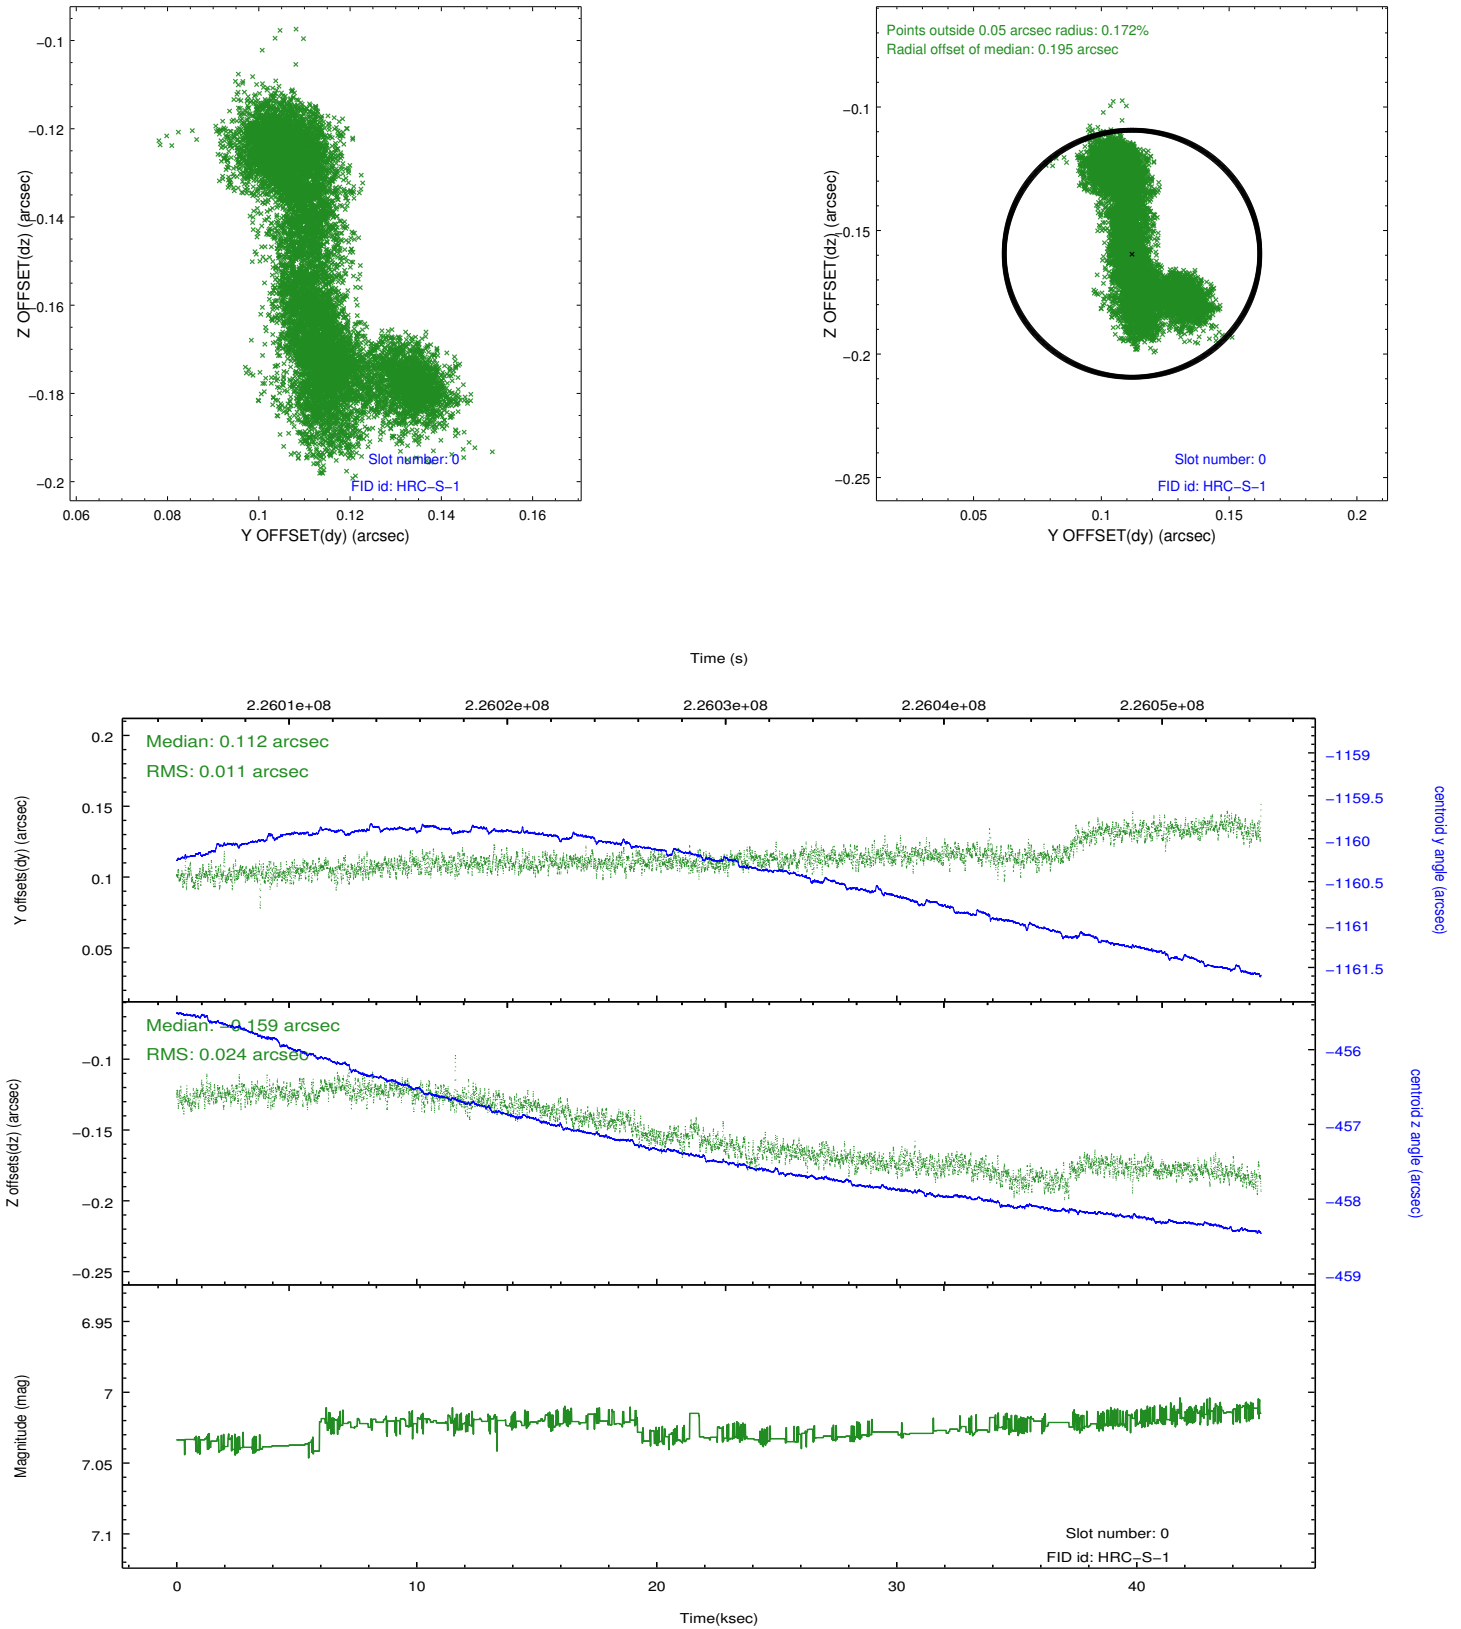 −0.1
−0.12
−0.14
−0.16
−0.18
−0.2
Z OFFSET(dz) (arcsec)
0.06 0.08 0.1 0.12 0.14 0.16
Y OFFSET(dy) (arcsec)
Slot number: 0
FID id: HRC−S−1
Points outside 0.05 arcsec radius: 0.172%
Radial offset of median: 0.195 arcsec
−0.1
−0.15
−0.2
−0.25
Z OFFSET(dz) (arcsec)
0.05 0.1 0.15 0.2
Y OFFSET(dy) (arcsec)
Slot number: 0
FID id: HRC−S−1
Time (s)
2.2601e+08 2.2602e+08 2.2603e+08 2.2604e+08 2.2605e+08
Median: 0.112 arcsec
RMS: 0.011 arcsec
0.2
0.15
0.1
0.05
Y offsets(dy) (arcsec)
−1159
−1159.5
−1160
−1160.5
−1161
−1161.5
centroid y angle (arcsec)
Median: −0.159 arcsec
RMS: 0.024 arcsec
−0.1
−0.15
−0.2
−0.25
Z offsets(dz) (arcsec)
−456
−457
−458
−459
centroid z angle (arcsec)
6.95
7
7.05
7.1
Magnitude (mag)
Slot number: 0
FID id: HRC−S−1
0 10 20 30 40
Time(ksec)